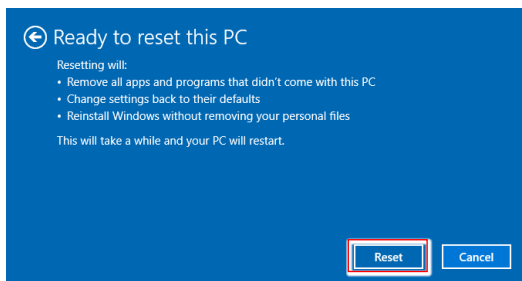 Ready to reset this PC
Resetting will:
• Remove all apps and programs that didn't come with this PC
• Change settings back to their defaults
• Reinstall Windows without removing your personal files
This will take a while and your PC will restart.
Reset Cancel